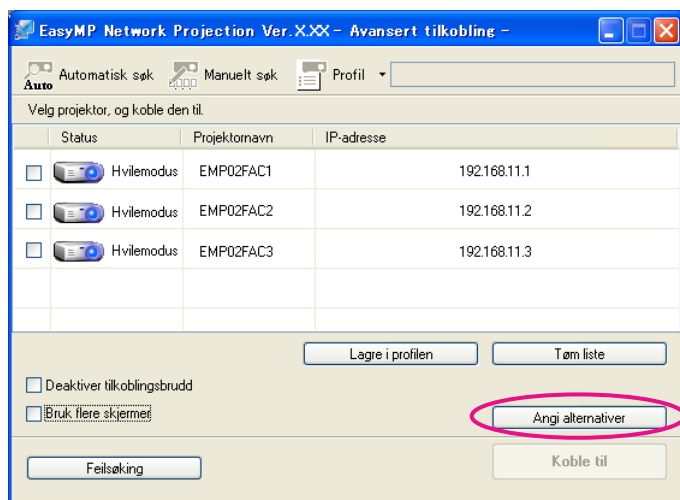 EasyMP Network Projection Ver.X.XX – Avansert tilkobling –
Auto Automatisk søk Manuelt søk Profil
Velg projektor, og koble den til.
Status Projektornavn IP-adresse
Hvilemodus EMP02FAC1 192.168.11.1
Hvilemodus EMP02FAC2 192.168.11.2
Hvilemodus EMP02FAC3 192.168.11.3
Lagre i profilen Tøm liste
Deaktiver tilkoblingsbrudd
Bruk flere skjermer Angi alternativer
Feilsøking Koble til